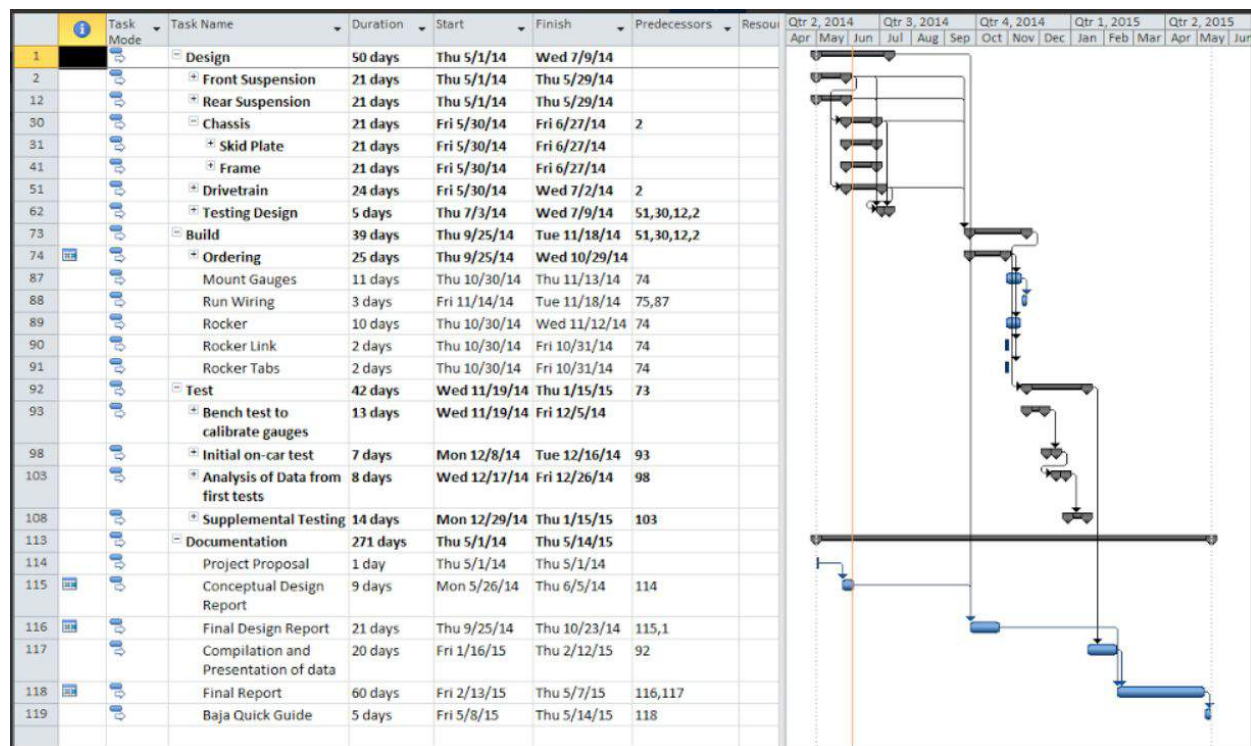 Task Mode Task Name Duration Start Finish Predecessors Resou Qtr 2, 2014 Qtr 3, 2014 Qtr 4, 2014 Qtr 1, 2015 Qtr 2, 2015
Apr May Jun Jul Aug Sep Oct Nov Dec Jan Feb Mar Apr May Jun
1 Design 50 days Thu 5/1/14 Wed 7/9/14
2 Front Suspension 21 days Thu 5/1/14 Thu 5/29/14
12 Rear Suspension 21 days Thu 5/1/14 Thu 5/29/14
30 Chassis 21 days Fri 5/30/14 Fri 6/27/14 2
31 Skid Plate 21 days Fri 5/30/14 Fri 6/27/14
41 Frame 21 days Fri 5/30/14 Fri 6/27/14
51 Drivetrain 24 days Fri 5/30/14 Wed 7/2/14 2
62 Testing Design 5 days Thu 7/3/14 Wed 7/9/14 51,30,12,2
73 Build 39 days Thu 9/25/14 Tue 11/18/14 51,30,12,2
74 Ordering 25 days Thu 9/25/14 Wed 10/29/14
87 Mount Gauges 11 days Thu 10/30/14 Thu 11/13/14 74
88 Run Wiring 3 days Fri 11/14/14 Tue 11/18/14 75,87
89 Rocker 10 days Thu 10/30/14 Wed 11/12/14 74
90 Rocker Link 2 days Thu 10/30/14 Fri 10/31/14 74
91 Rocker Tabs 2 days Thu 10/30/14 Fri 10/31/14 74
92 Test 42 days Wed 11/19/14 Thu 1/15/15 73
93 Bench test to 13 days Wed 11/19/14 Fri 12/5/14
calibrate gauges
98 Initial on-car test 7 days Mon 12/8/14 Tue 12/16/14 93
103 Analysis of Data from 8 days Wed 12/17/14 Fri 12/26/14 98
first tests
108 Supplemental Testing 14 days Mon 12/29/14 Thu 1/15/15 103
113 Documentation 271 days Thu 5/1/14 Thu 5/14/15
114 Project Proposal 1 day Thu 5/1/14 Thu 5/1/14
115 Conceptual Design 9 days Mon 5/26/14 Thu 6/5/14 114
Report
116 Final Design Report 21 days Thu 9/25/14 Thu 10/23/14 115,1
117 Compilation and 20 days Fri 1/16/15 Thu 2/12/15 92
Presentation of data
118 Final Report 60 days Fri 2/13/15 Thu 5/7/15 116,117
119 Baja Quick Guide 5 days Fri 5/8/15 Thu 5/14/15 118